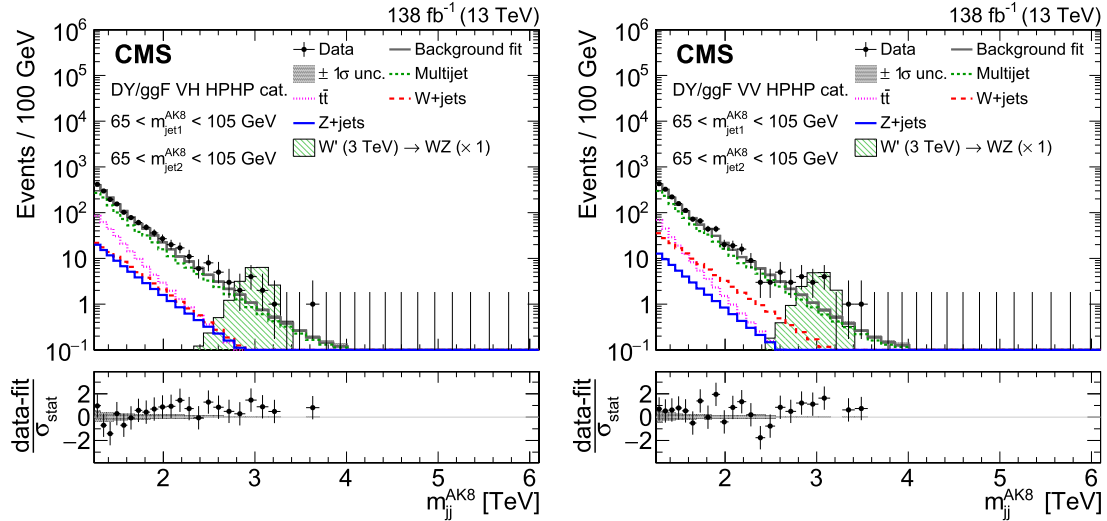 138 fb⁻¹ (13 TeV)
CMS
Data
Background fit
± 1σ unc.
Multijet
tt̄
W+jets
Z+jets
W' (3 TeV) → WZ (× 1)
DY/ggF VH HPHP cat.
65 < m_jet1^AK8 < 105 GeV
65 < m_jet2^AK8 < 105 GeV
Events / 100 GeV
10⁶
10⁵
10⁴
10³
10²
10
1
10⁻¹
data-fit
σ_stat
2
0
−2
2 3 4 5 6
m_jj^AK8 [TeV]
138 fb⁻¹ (13 TeV)
CMS
Data
Background fit
± 1σ unc.
Multijet
tt̄
W+jets
Z+jets
W' (3 TeV) → WZ (× 1)
DY/ggF VV HPHP cat.
65 < m_jet1^AK8 < 105 GeV
65 < m_jet2^AK8 < 105 GeV
Events / 100 GeV
10⁶
10⁵
10⁴
10³
10²
10
1
10⁻¹
data-fit
σ_stat
2
0
−2
2 3 4 5 6
m_jj^AK8 [TeV]